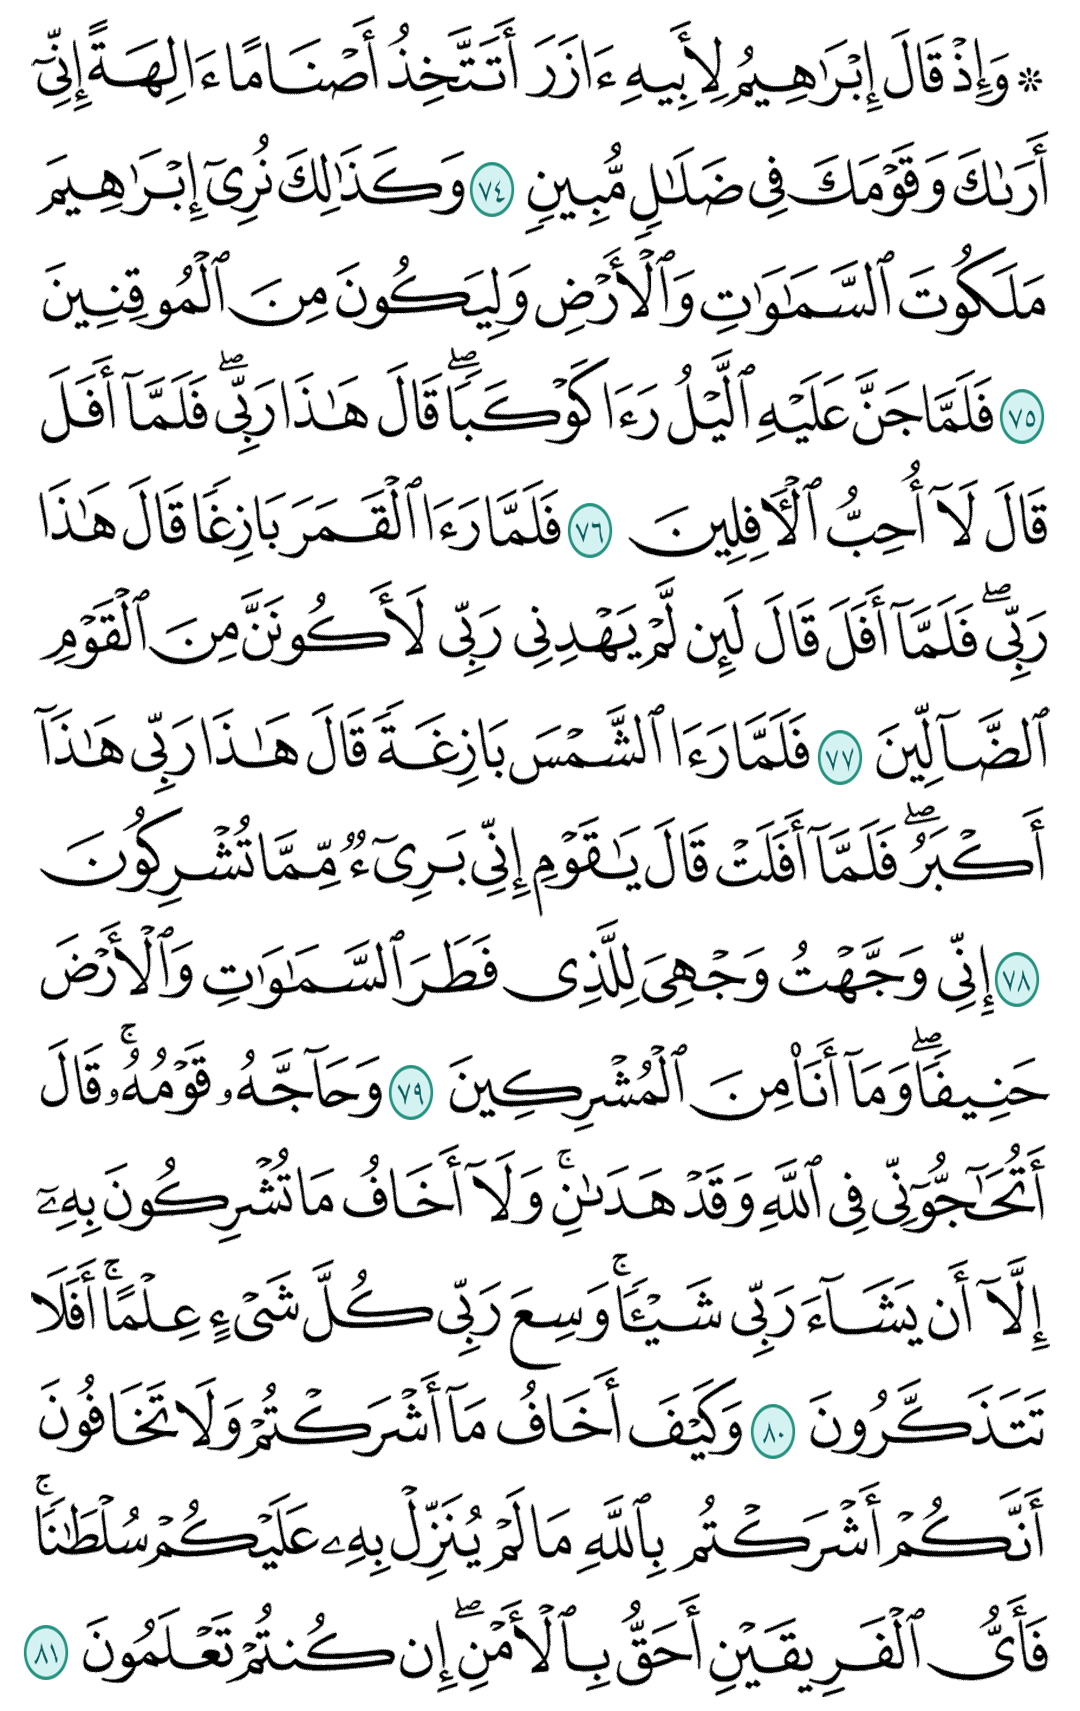 ۞ وَإِذۡ قَالَ إِبۡرَٰهِيمُ لِأَبِيهِ ءَازَرَ أَتَتَّخِذُ أَصۡنَامًا ءَالِهَةً إِنِّيٓ
أَرَىٰكَ وَقَوۡمَكَ فِي ضَلَٰلٖ مُّبِينٖ ٧٤ وَكَذَٰلِكَ نُرِيٓ إِبۡرَٰهِيمَ
مَلَكُوتَ ٱلسَّمَٰوَٰتِ وَٱلۡأَرۡضِ وَلِيَكُونَ مِنَ ٱلۡمُوقِنِينَ
٧٥ فَلَمَّا جَنَّ عَلَيۡهِ ٱلَّيۡلُ رَءَا كَوۡكَبٗاۖ قَالَ هَٰذَا رَبِّيۖ فَلَمَّآ أَفَلَ
قَالَ لَآ أُحِبُّ ٱلۡأٓفِلِينَ ٧٦ فَلَمَّا رَءَا ٱلۡقَمَرَ بَازِغٗا قَالَ هَٰذَا
رَبِّيۖ فَلَمَّآ أَفَلَ قَالَ لَئِن لَّمۡ يَهۡدِنِي رَبِّي لَأَكُونَنَّ مِنَ ٱلۡقَوۡمِ
ٱلضَّآلِّينَ ٧٧ فَلَمَّا رَءَا ٱلشَّمۡسَ بَازِغَةٗ قَالَ هَٰذَا رَبِّي هَٰذَآ
أَكۡبَرُۖ فَلَمَّآ أَفَلَتۡ قَالَ يَٰقَوۡمِ إِنِّي بَرِيٓءٞ مِّمَّا تُشۡرِكُونَ
٧٨ إِنِّي وَجَّهۡتُ وَجۡهِيَ لِلَّذِي فَطَرَ ٱلسَّمَٰوَٰتِ وَٱلۡأَرۡضَ
حَنِيفٗاۖ وَمَآ أَنَا۠ مِنَ ٱلۡمُشۡرِكِينَ ٧٩ وَحَآجَّهُۥ قَوۡمُهُۥۚ قَالَ
أَتُحَٰٓجُّوٓنِّي فِي ٱللَّهِ وَقَدۡ هَدَىٰنِۚ وَلَآ أَخَافُ مَا تُشۡرِكُونَ بِهِۦٓ
إِلَّآ أَن يَشَآءَ رَبِّي شَيۡـٔٗاۚ وَسِعَ رَبِّي كُلَّ شَيۡءٍ عِلۡمًاۚ أَفَلَا
تَتَذَكَّرُونَ ٨٠ وَكَيۡفَ أَخَافُ مَآ أَشۡرَكۡتُمۡ وَلَا تَخَافُونَ
أَنَّكُمۡ أَشۡرَكۡتُم بِٱللَّهِ مَا لَمۡ يُنَزِّلۡ بِهِۦ عَلَيۡكُمۡ سُلۡطَٰنٗاۚ
فَأَيُّ ٱلۡفَرِيقَيۡنِ أَحَقُّ بِٱلۡأَمۡنِۖ إِن كُنتُمۡ تَعۡلَمُونَ ٨١